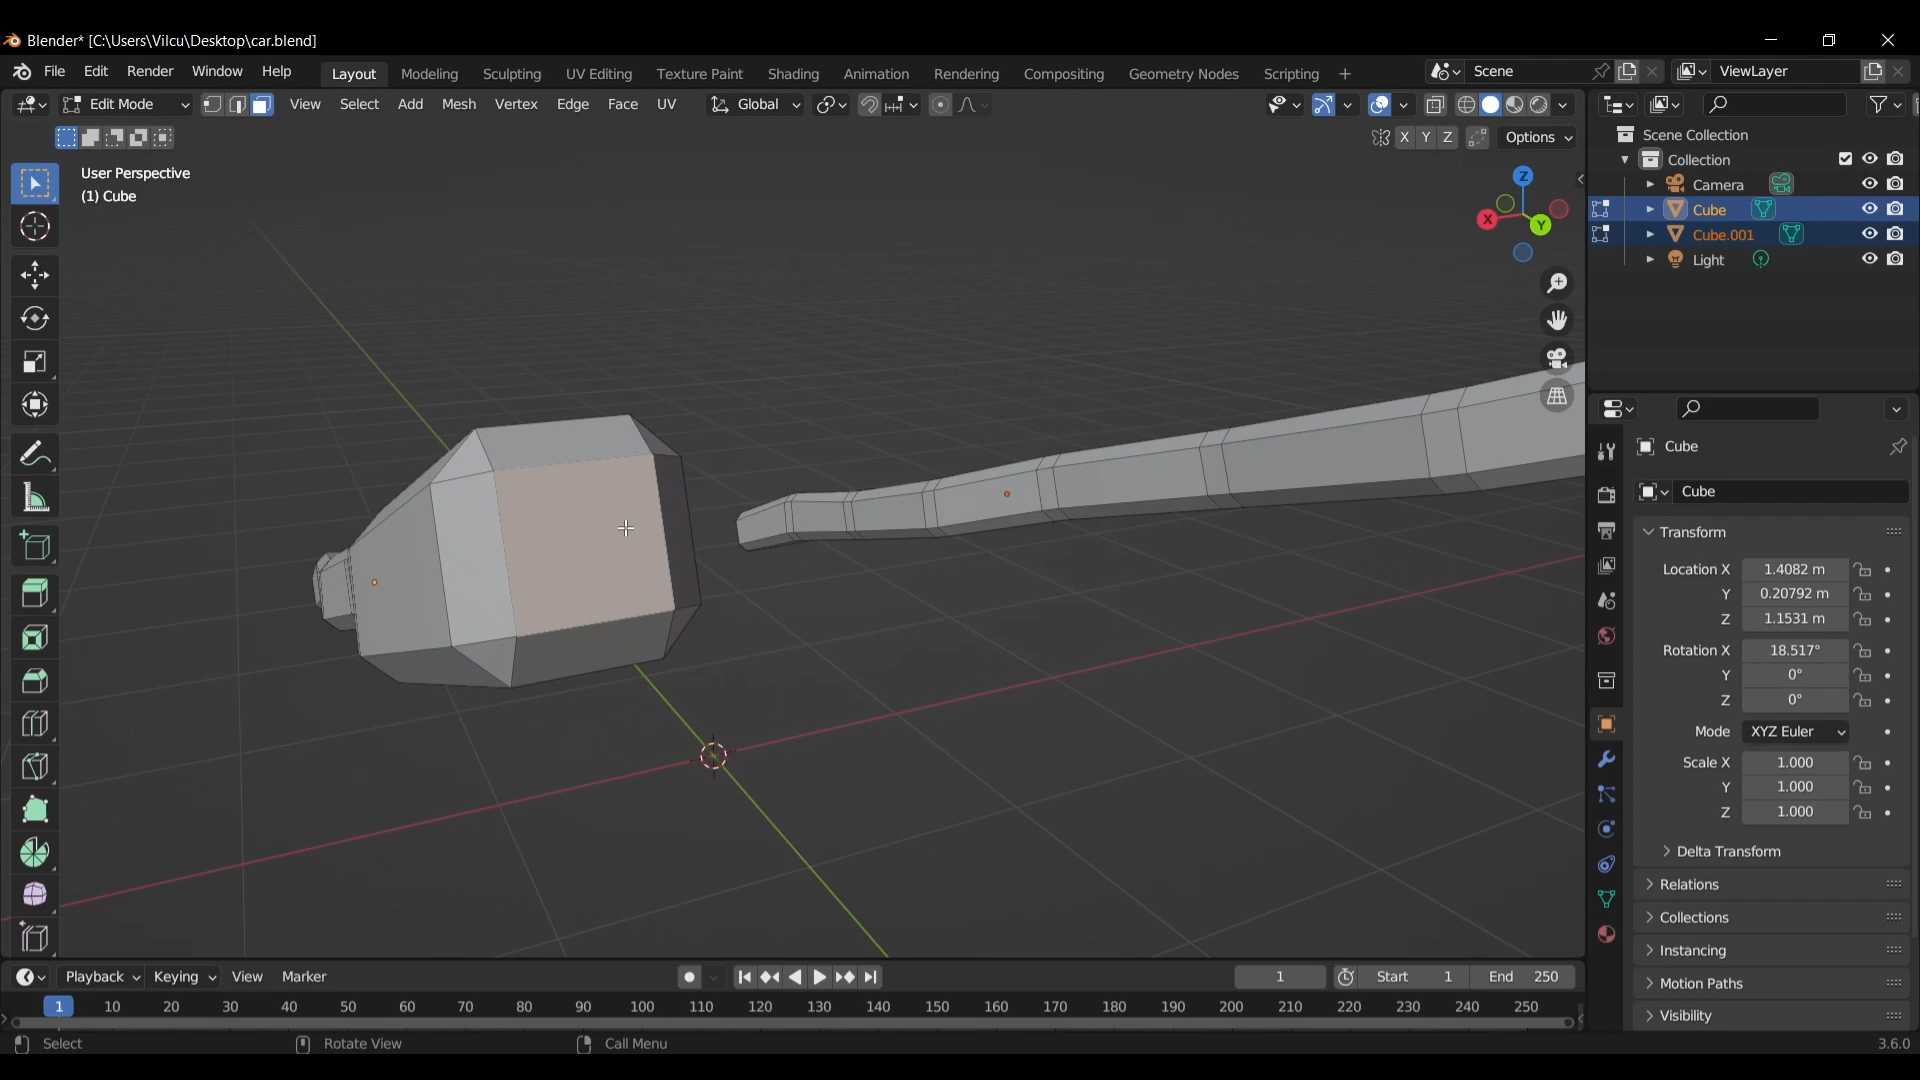 Blender* [C:\Users\Vilcu\Desktop\car.blend]
File Edit Render Window Help Layout Modeling Sculpting UV Editing Texture Paint Shading Animation Rendering Compositing Geometry Nodes Scripting + Scene ViewLayer
Edit Mode View Select Add Mesh Vertex Edge Face UV Global
X Y Z Options
User Perspective
(1) Cube
Z
X
Y
Scene Collection
Collection
Camera
Cube
Cube.001
Light
Cube
Cube
Transform
Location X 1.4082 m
Y 0.20792 m
Z 1.1531 m
Rotation X 18.517°
Y 0°
Z 0°
Mode XYZ Euler
Scale X 1.000
Y 1.000
Z 1.000
Delta Transform
Relations
Collections
Instancing
Motion Paths
Visibility
Playback Keying View Marker 1 Start 1 End 250
1 10 20 30 40 50 60 70 80 90 100 110 120 130 140 150 160 170 180 190 200 210 220 230 240 250
Select Rotate View Call Menu 3.6.0